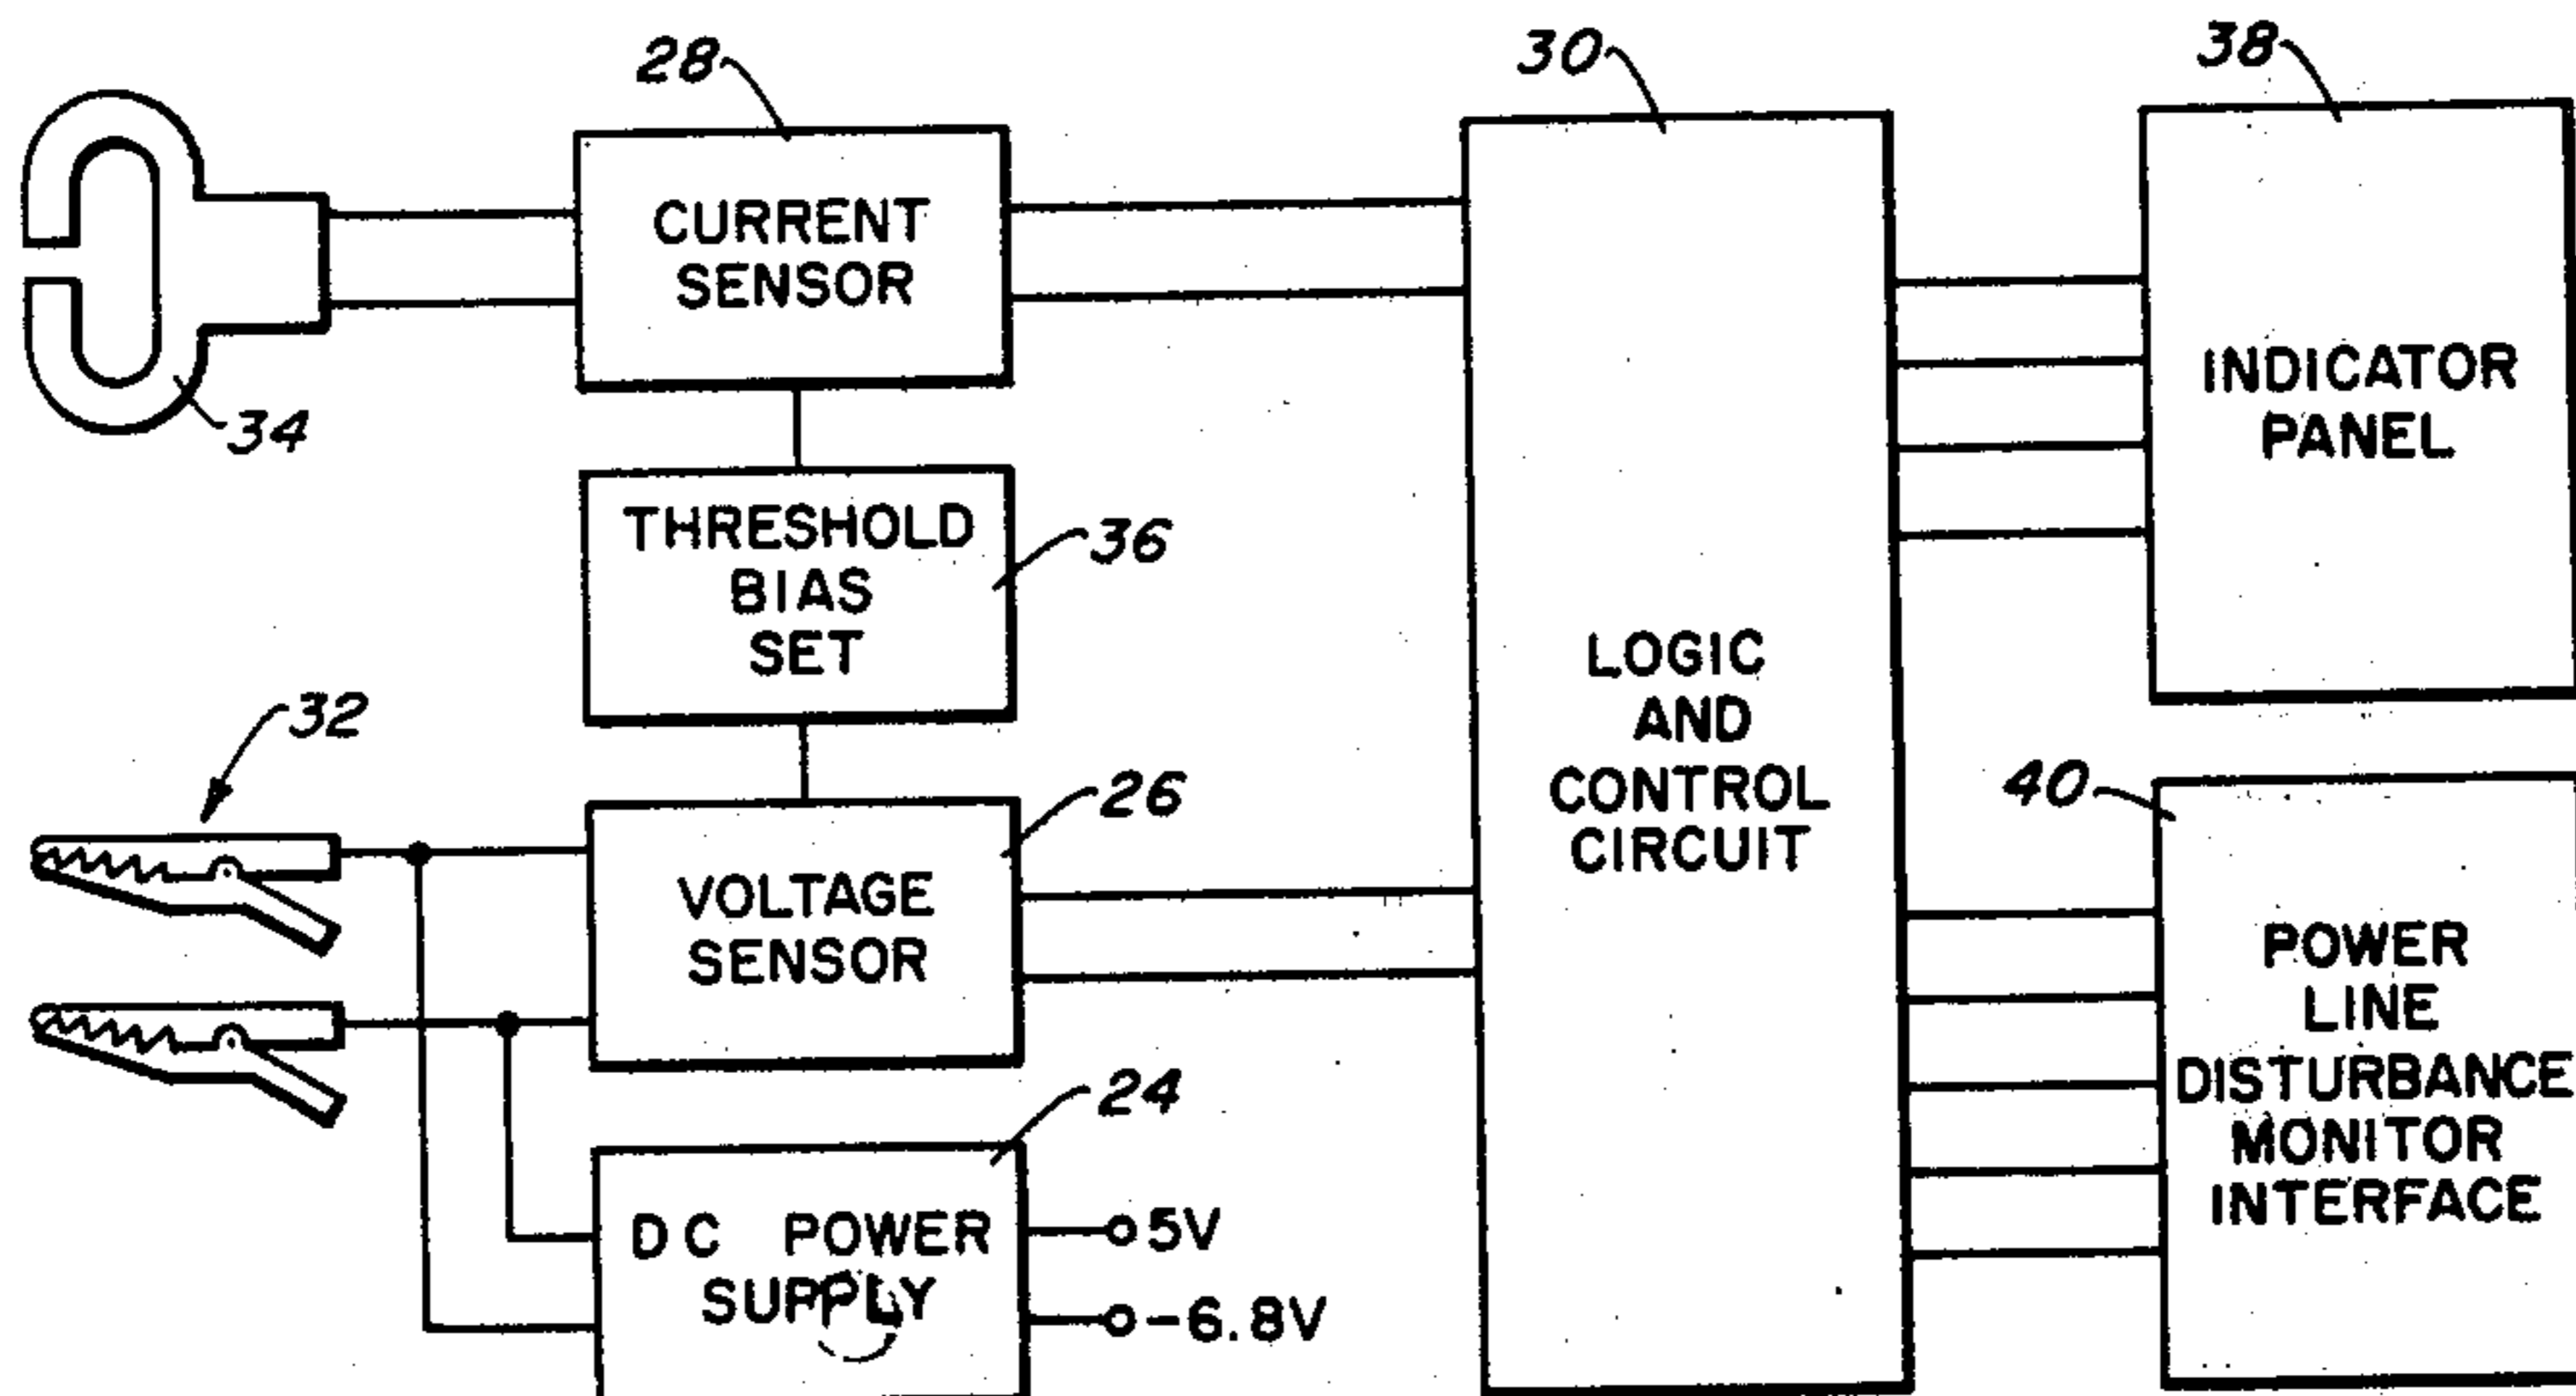 28
30
38
CURRENT
SENSOR
34
INDICATOR
PANEL
THRESHOLD
BIAS
SET
36
32
LOGIC
AND
CONTROL
CIRCUIT
26
40
VOLTAGE
SENSOR
POWER
LINE
DISTURBANCE
MONITOR
INTERFACE
24
DC POWER
SUPPLY
5V
-6.8V